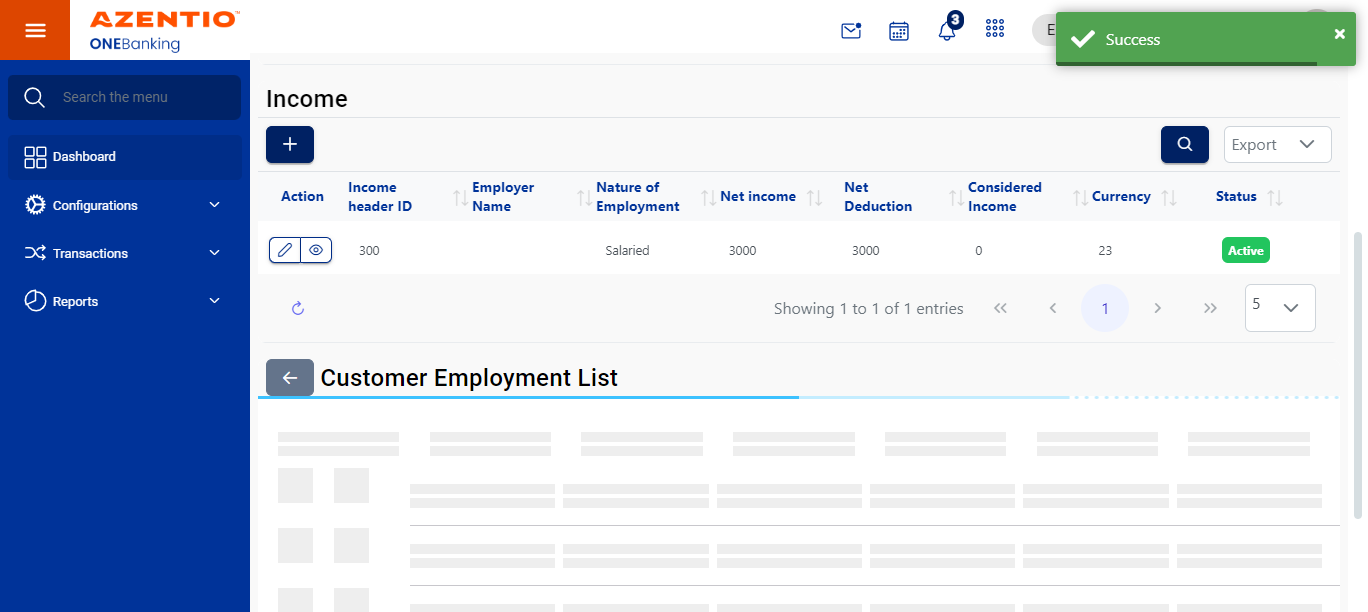 AZENTIO™
ONEBanking
3
E
Success
Search the menu
Dashboard
Configurations
Transactions
Reports
Income
Export
Action
Income header ID
Employer Name
Nature of Employment
Net income
Net Deduction
Considered Income
Currency
Status
300
Salaried
3000
3000
0
23
Active
Showing 1 to 1 of 1 entries
1
5
Customer Employment List